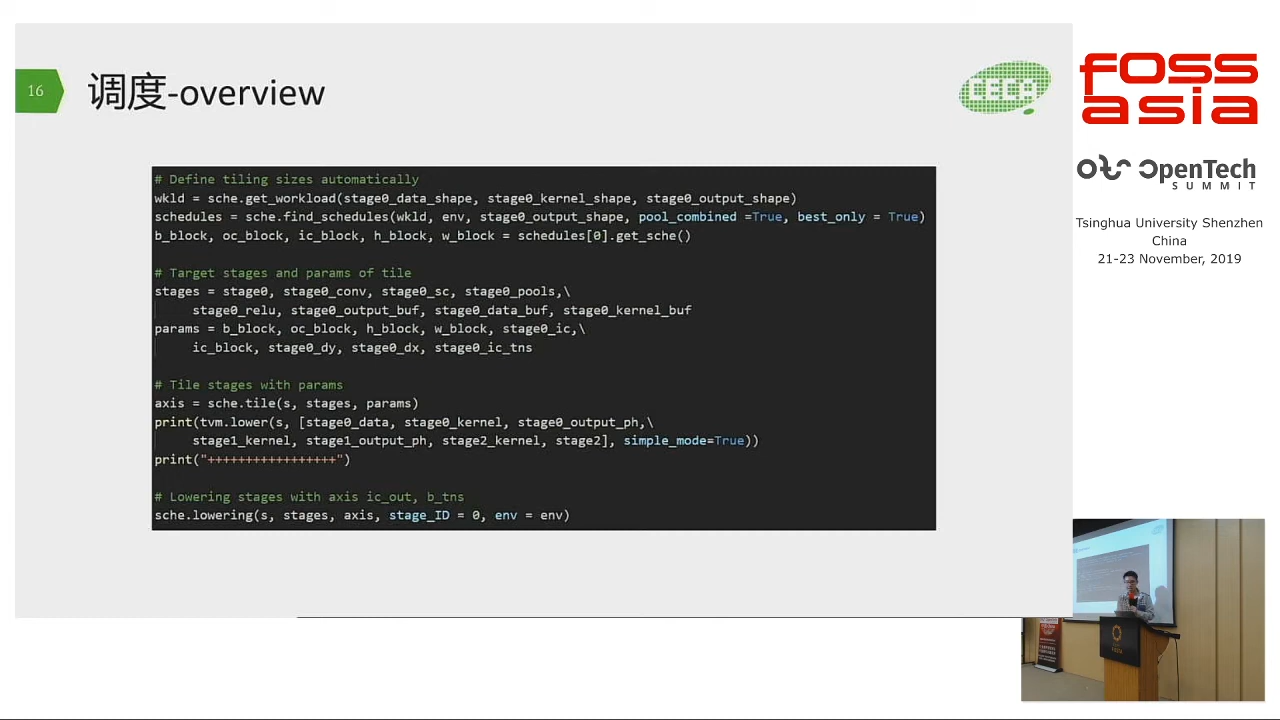 16
调度-overview
# Define tiling sizes automatically
wkld = sche.get_workload(stage0_data_shape, stage0_kernel_shape, stage0_output_shape)
schedules = sche.find_schedules(wkld, env, stage0_output_shape, pool_combined =True, best_only = True)
b_block, oc_block, ic_block, h_block, w_block = schedules[0].get_sche()
# Target stages and params of tile
stages = stage0, stage0_conv, stage0_sc, stage0_pools,\
stage0_relu, stage0_output_buf, stage0_data_buf, stage0_kernel_buf
params = b_block, oc_block, h_block, w_block, stage0_ic,\
ic_block, stage0_dy, stage0_dx, stage0_ic_tns
# Tile stages with params
axis = sche.tile(s, stages, params)
print(tvm.lower(s, [stage0_data, stage0_kernel, stage0_output_ph,\
stage1_kernel, stage1_output_ph, stage2_kernel, stage2], simple_mode=True))
print("+++++++++++++++++")
# Lowering stages with axis ic_out, b_tns
sche.lowering(s, stages, axis, stage_ID = 0, env = env)
foss
asia
otr OpenTech
SUMMIT
Tsinghua University Shenzhen
China
21-23 November, 2019